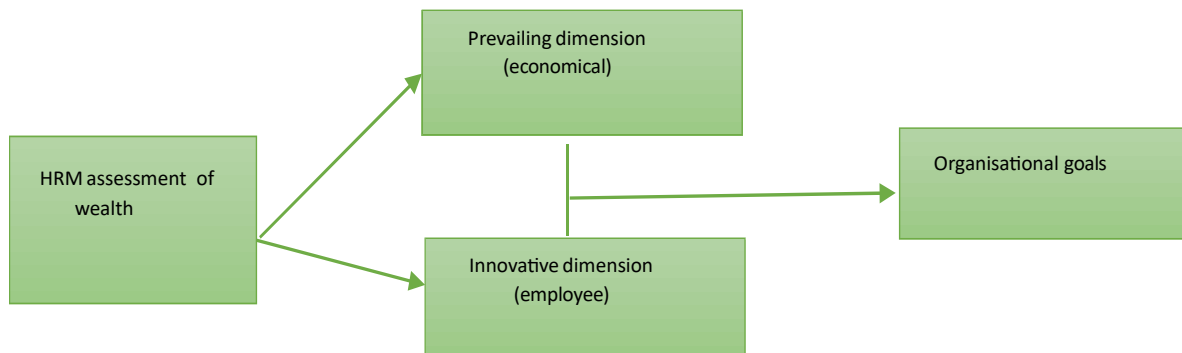 Prevailing dimension
(economical)
HRM assessment of
wealth
Organisational goals
Innovative dimension
(employee)